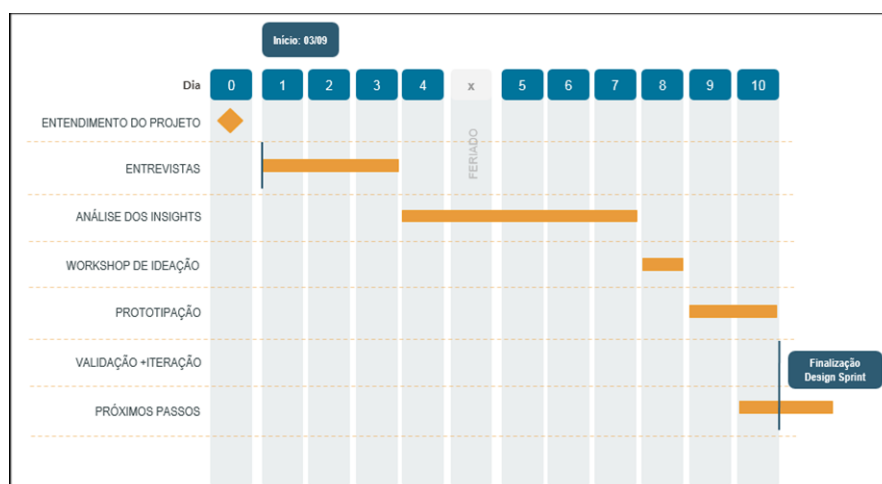 Início: 03/09
Dia 0 1 2 3 4 x 5 6 7 8 9 10
ENTENDIMENTO DO PROJETO
FERIADO
ENTREVISTAS
ANÁLISE DOS INSIGHTS
WORKSHOP DE IDEAÇÃO
PROTOTIPAÇÃO
VALIDAÇÃO +ITERAÇÃO
Finalização
Design Sprint
PRÓXIMOS PASSOS